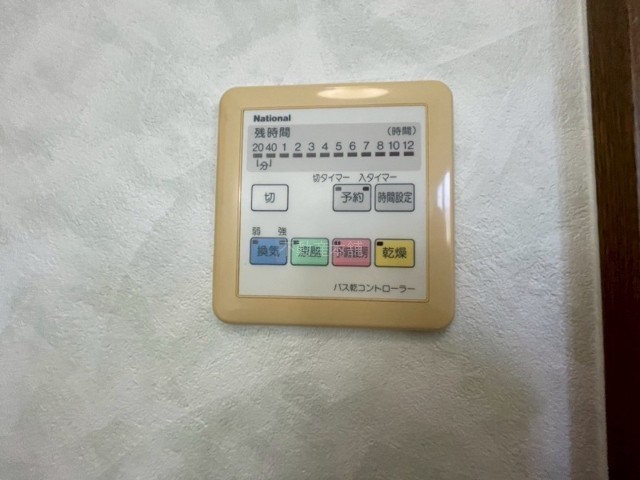 National
残時間 (時間)
20 40 1 2 3 4 5 6 7 8 10 12
(分)
切タイマー 入タイマー
切 予約 時間設定
弱 強
換気 涼風 乾燥
バス乾コントローラー